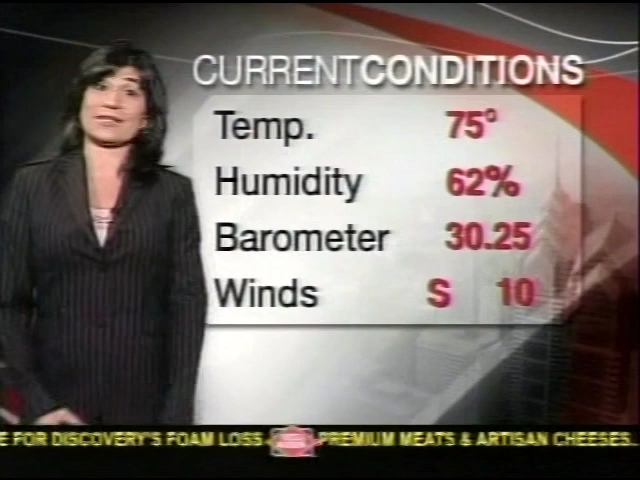 CURRENTCONDITIONS
Temp. 75°
Humidity 62%
Barometer 30.25
Winds S 10
E FOR DISCOVERY'S FOAM LOSS PREMIUM MEATS & ARTISAN CHEESES...